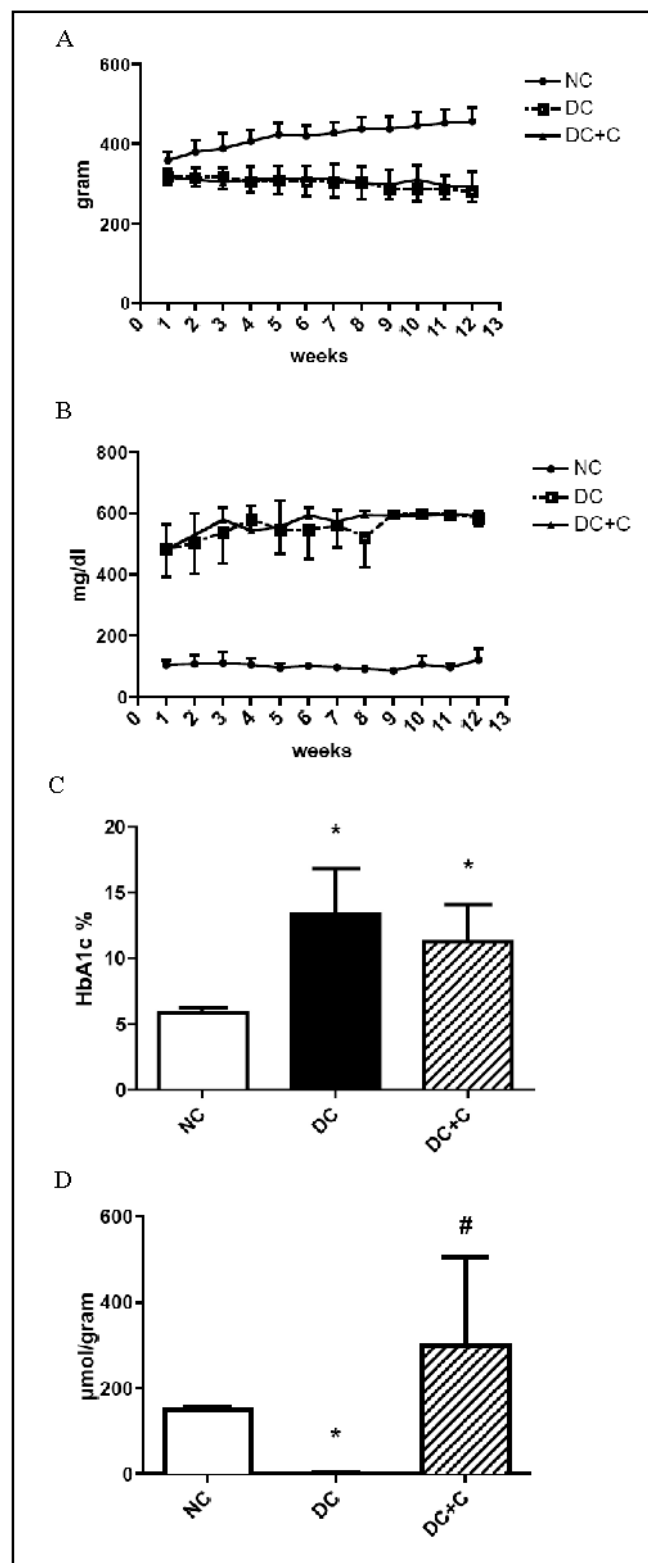 A
600
400
200
0
gram
0 1 2 3 4 5 6 7 8 9 10 11 12 13
weeks
NC
DC
DC+C
B
800
600
400
200
0
mg/dl
0 1 2 3 4 5 6 7 8 9 10 11 12 13
weeks
NC
DC
DC+C
C
20
15
10
5
0
HbA1c %
* *
NC DC DC+C
D
600
400
200
0
µmol/gram
* #
NC DC DC+C